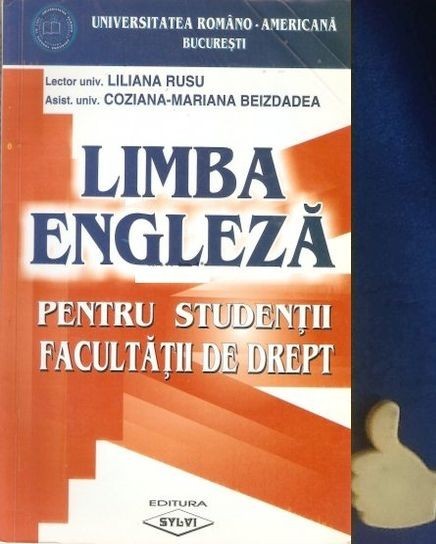 UNIVERSITATEA ROMÂNO-AMERICANĂ
BUCUREŞTI
Lector univ. LILIANA RUSU
Asist. univ. COZIANA-MARIANA BEIZDADEA
LIMBA
ENGLEZĂ
PENTRU STUDENŢII
FACULTĂŢII DE DREPT
EDITURA
SYLVI